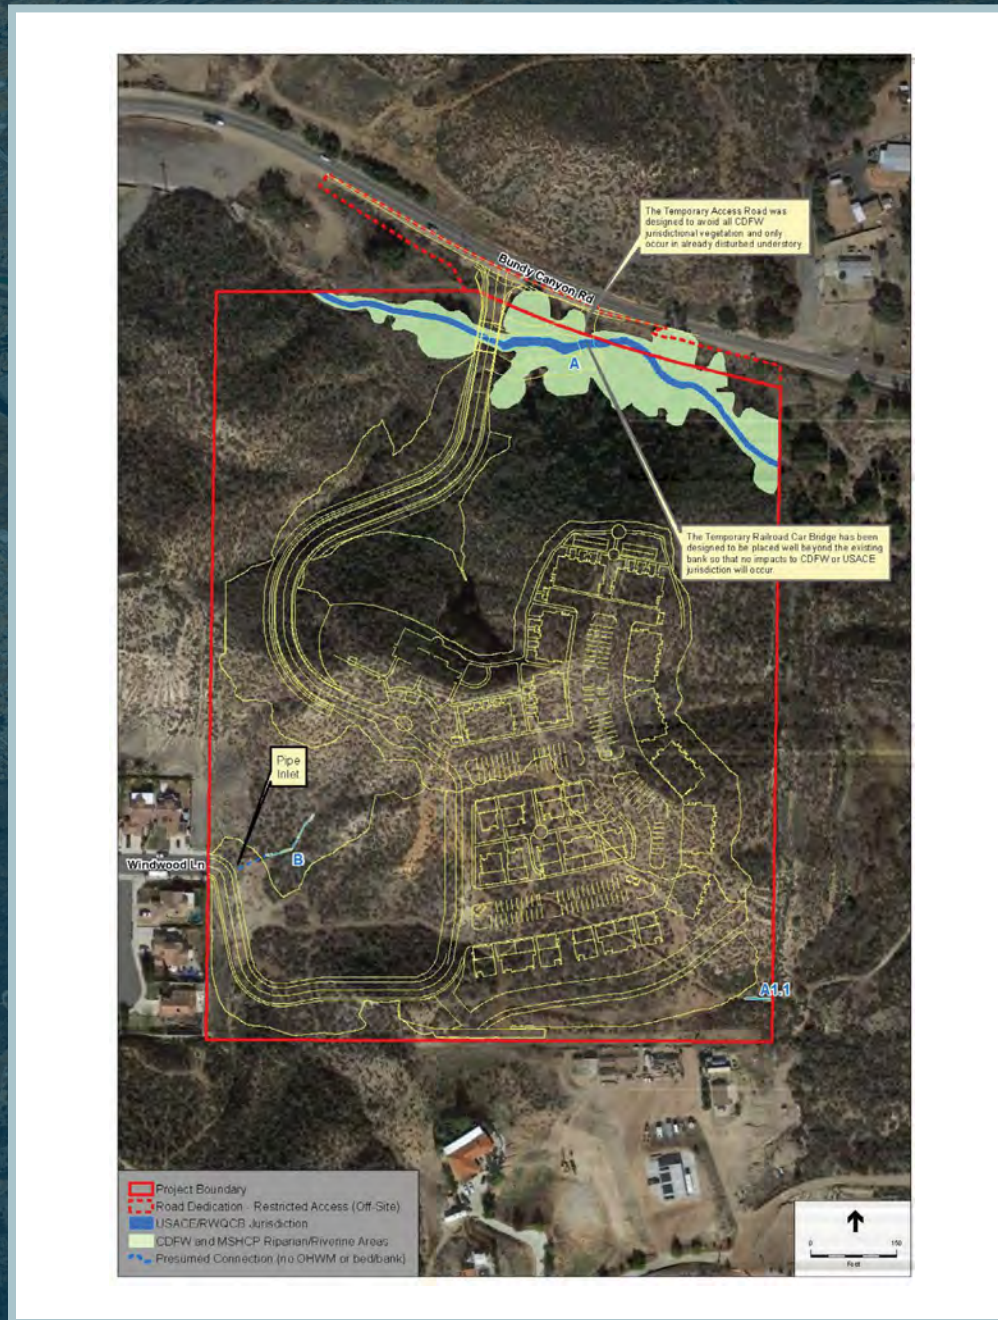 The Temporary Access Road was
designed to avoid all CDFW
jurisdictional vegetation and only
occur in already disturbed understory
Bundy Canyon Rd
A
The Temporary Railroad Car Bridge has been
designed to be placed well beyond the existing
bank so that no impacts to CDFW or USACE
jurisdiction will occur
Pipe
Inlet
Windwood Ln
B
A1.1
Project Boundary
Road Dedication - Restricted Access (Off-Site)
USACE/RWQCB Jurisdiction
CDFW and MSHCP Riparian/Riverine Areas
Presumed Connection (no OHWM or bed/bank)
0 150
Feet